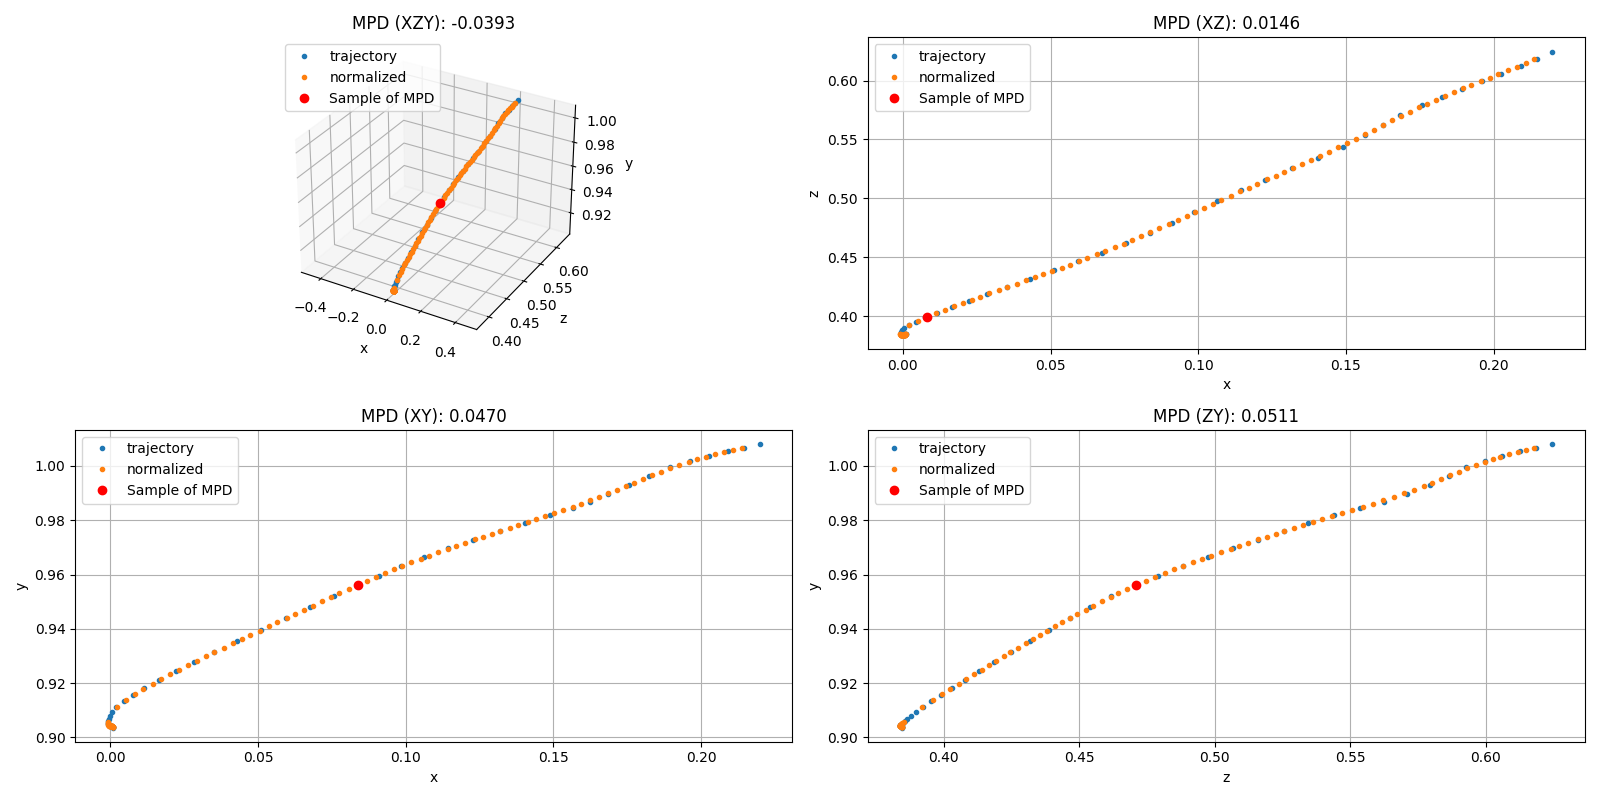 MPD (XZY): -0.0393
trajectory
normalized
Sample of MPD
1.00
0.98
0.96
0.94
0.92
y
0.60
0.55
0.50
0.45
0.40
z
−0.4
−0.2
0.0
0.2
0.4
x
MPD (XZ): 0.0146
trajectory
normalized
Sample of MPD
0.60
0.55
0.50
0.45
0.40
z
0.00 0.05 0.10 0.15 0.20
x
MPD (XY): 0.0470
trajectory
normalized
Sample of MPD
1.00
0.98
0.96
0.94
0.92
0.90
y
0.00 0.05 0.10 0.15 0.20
x
MPD (ZY): 0.0511
trajectory
normalized
Sample of MPD
1.00
0.98
0.96
0.94
0.92
0.90
y
0.40 0.45 0.50 0.55 0.60
z